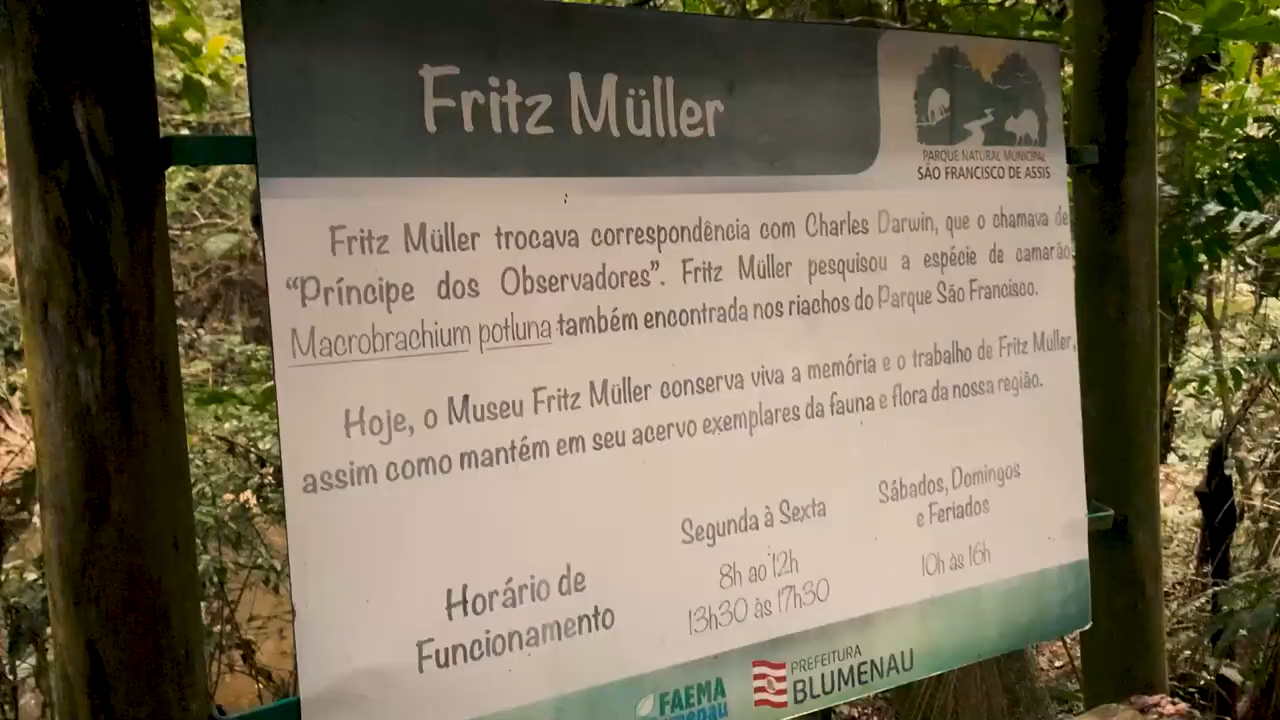 Fritz Müller
PARQUE NATURAL MUNICIPAL
SÃO FRANCISCO DE ASSIS
Fritz Müller trocava correspondência com Charles Darwin, que o chamava de
“Príncipe dos Observadores”. Fritz Müller pesquisou a espécie de camarão
Macrobrachium potluna também encontrada nos riachos do Parque São Francisco.
Hoje, o Museu Fritz Müller conserva viva a memória e o trabalho de Fritz Müller,
assim como mantém em seu acervo exemplares da fauna e flora da nossa região.
Horário de
Funcionamento
Segunda à Sexta
8h ao 12h
13h30 às 17h30
Sábados, Domingos
e Feriados
10h às 16h
FAEMA
PREFEITURA
BLUMENAU